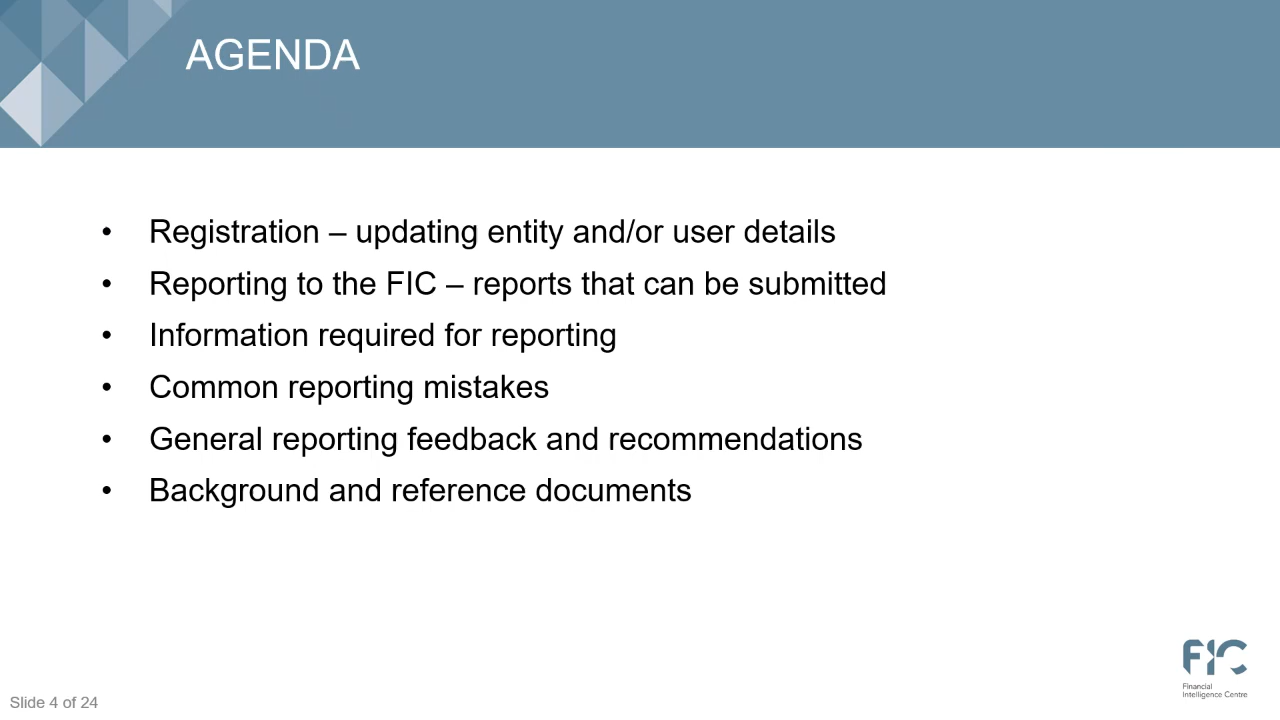 AGENDA
• Registration – updating entity and/or user details
• Reporting to the FIC – reports that can be submitted
• Information required for reporting
• Common reporting mistakes
• General reporting feedback and recommendations
• Background and reference documents
FIC
Financial
Intelligence Centre
Slide 4 of 24